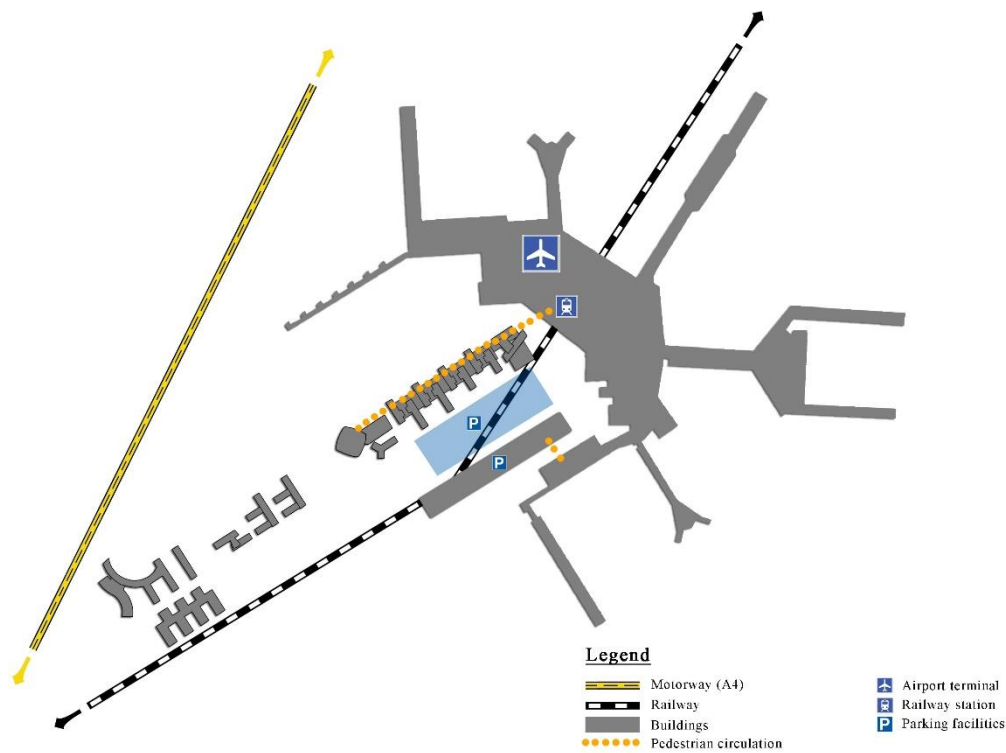 P
P
Legend
Motorway (A4)
Railway
Buildings
Pedestrian circulation
Airport terminal
Railway station
P Parking facilities